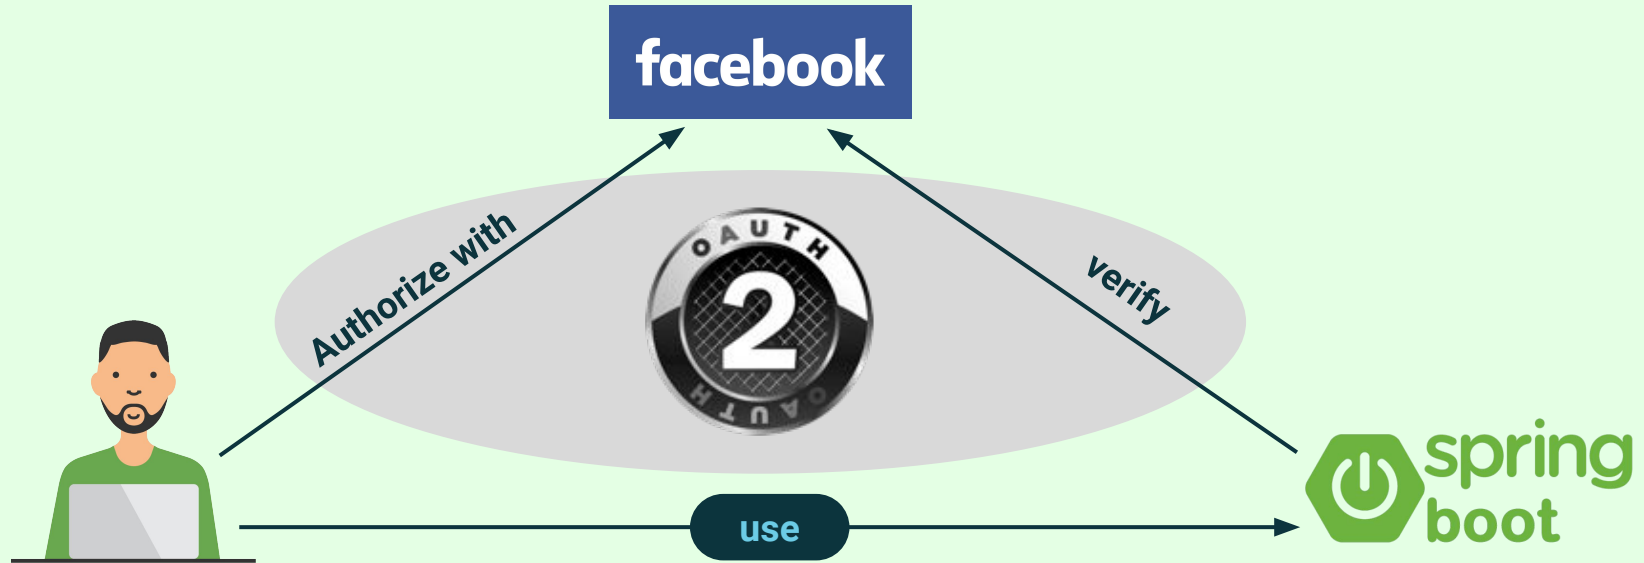 facebook
Authorize with
verify
OAUTH
2
OAUTH
use
spring
boot